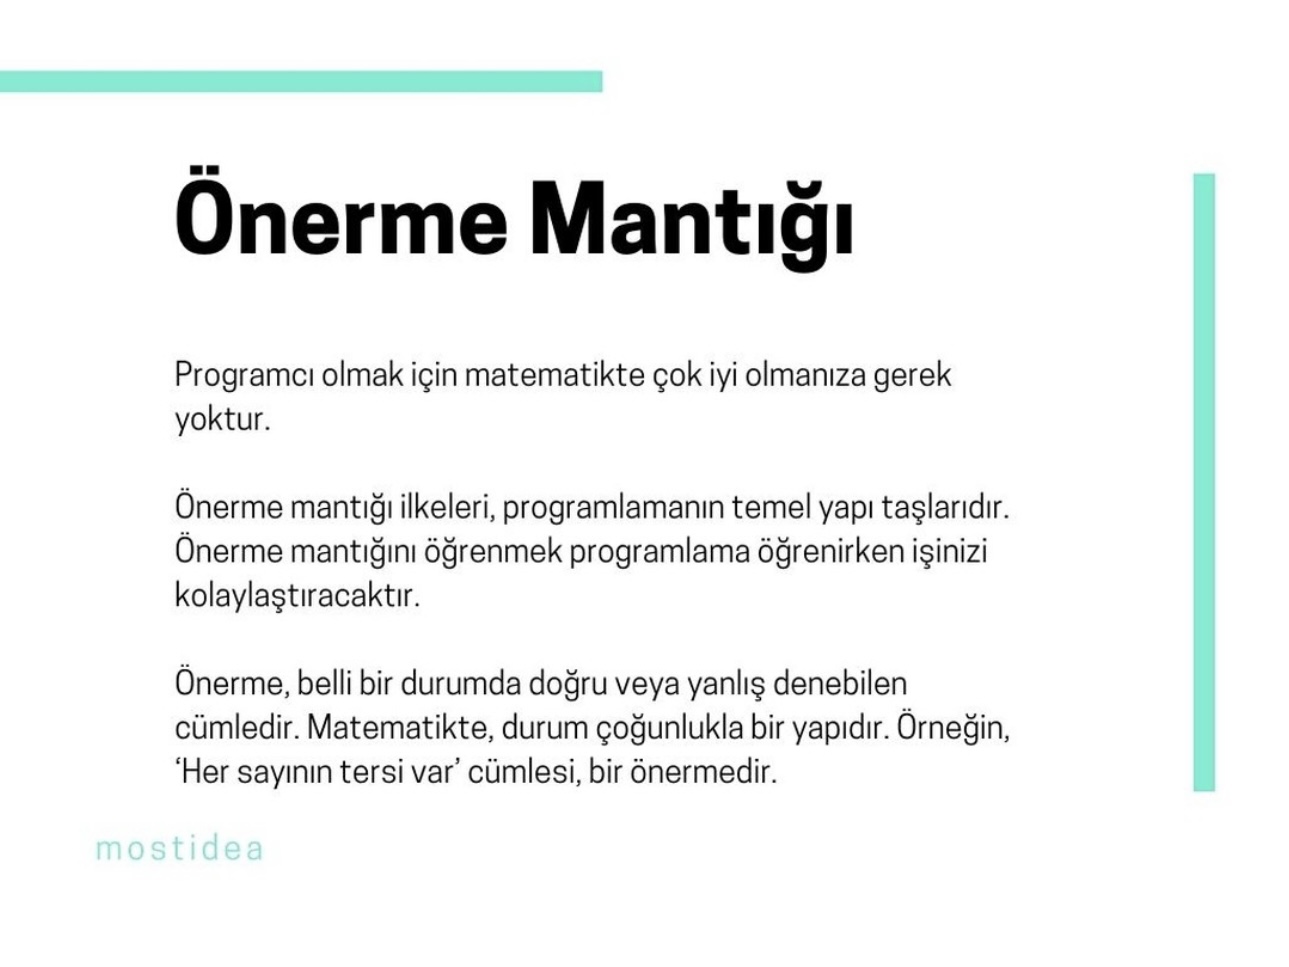 Önerme Mantığı
Programcı olmak için matematikte çok iyi olmanıza gerek
yoktur.
Önerme mantığı ilkeleri, programlamanın temel yapı taşlarıdır.
Önerme mantığını öğrenmek programlama öğrenirken işinizi
kolaylaştıracaktır.
Önerme, belli bir durumda doğru veya yanlış denebilen
cümledir. Matematikte, durum çoğunlukla bir yapıdır. Örneğin,
‘Her sayının tersi var’ cümlesi, bir önermedir.
mostidea